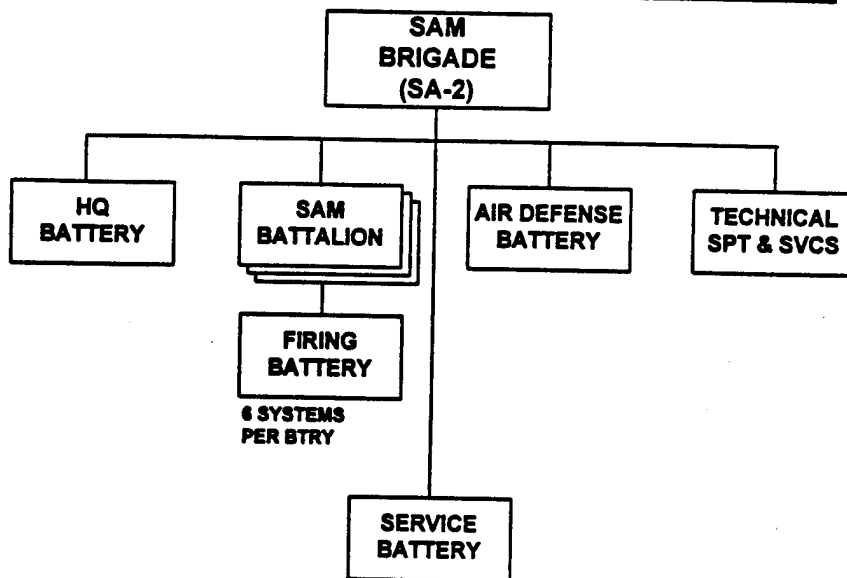 SAM
BRIGADE
(SA-2)
HQ
BATTERY
SAM
BATTALION
AIR DEFENSE
BATTERY
TECHNICAL
SPT & SVCS
FIRING
BATTERY
6 SYSTEMS
PER BTRY
SERVICE
BATTERY